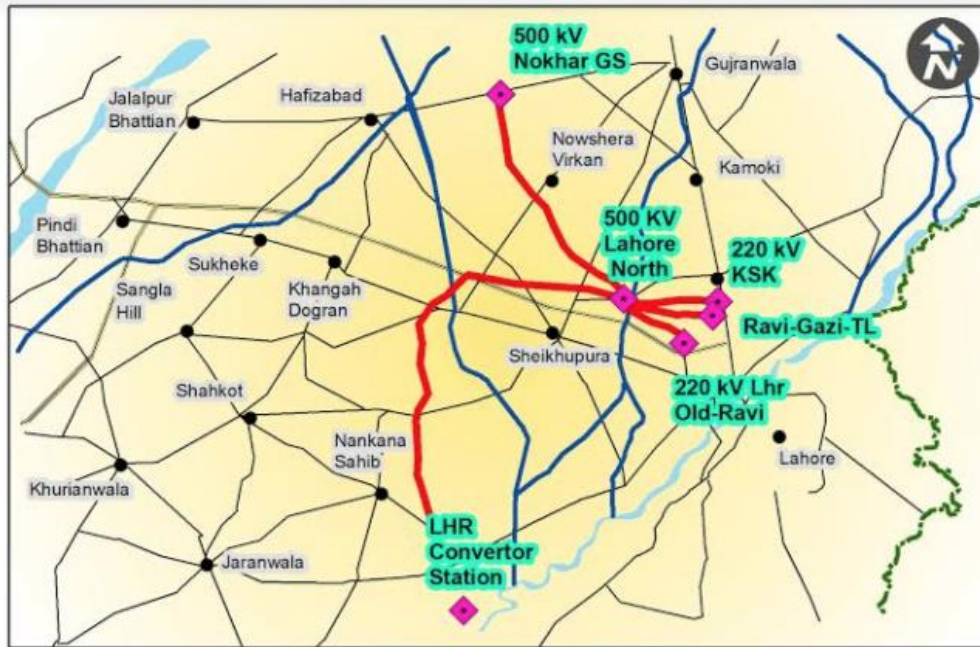 500 kV
Nokhar GS
N
Gujranwala
Jalalpur
Bhattian
Hafizabad
Nowshera
Virkan
Kamoki
Pindi
Bhattian
Sukheke
500 KV
Lahore
North
220 kV
KSK
Sangla
Hill
Khangah
Dogran
Ravi-Gazi-TL
Sheikhupura
Shahkot
220 kV Lhr
Old-Ravi
Nankana
Sahib
Lahore
Khurianwala
LHR
Convertor
Station
Jaranwala